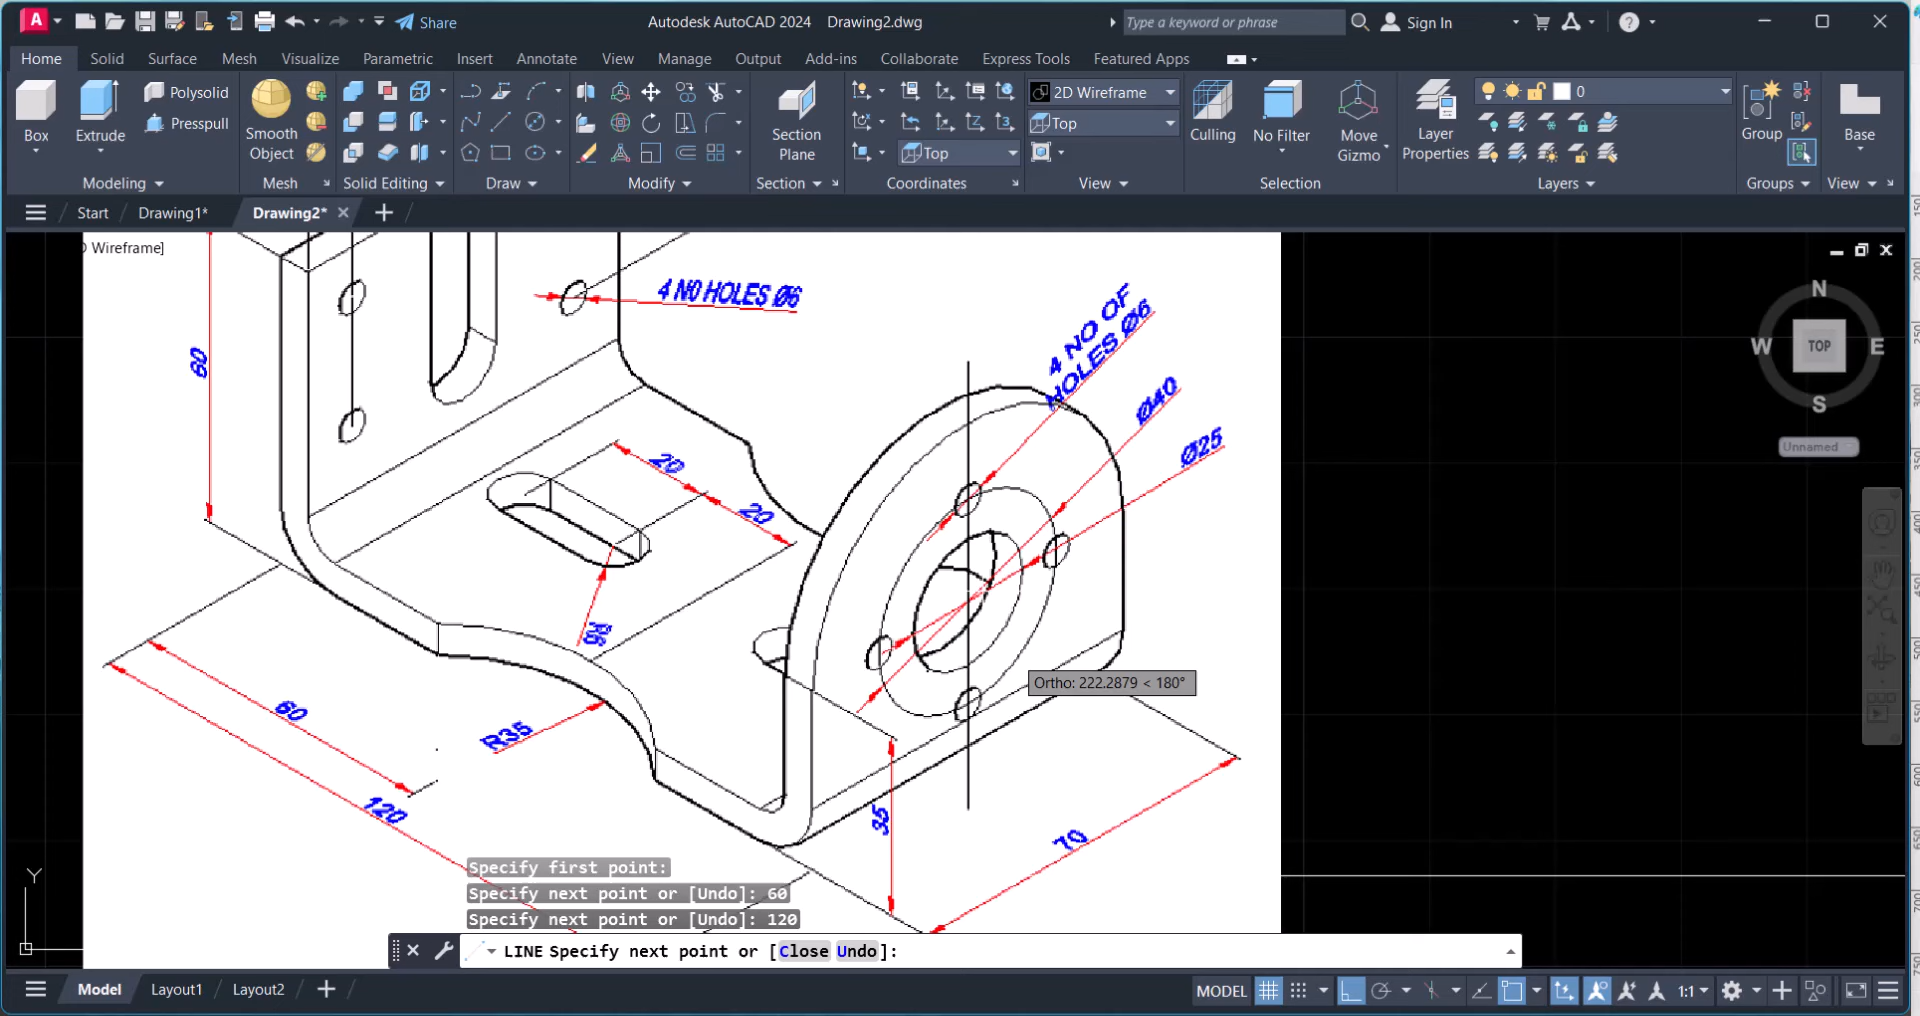 A Share Autodesk AutoCAD 2024 Drawing2.dwg Type a keyword or phrase Sign In ?
Home Solid Surface Mesh Visualize Parametric Insert Annotate View Manage Output Add-ins Collaborate Express Tools Featured Apps
Box
Extrude
Polysolid
Presspull
Smooth
Object
Section
Plane
Top
2D Wireframe
Top
Culling
No Filter
Move
Gizmo
Layer
Properties
0
Group
Base
Modeling Mesh Solid Editing Draw Modify Section Coordinates View Selection Layers Groups View
Start Drawing1* Drawing2*
Wireframe]
4 NO HOLES Ø6
4 NO OF
HOLES Ø6
Ø40
Ø25
80
20
20
R6
60
R35
120
35
70
N
W TOP E
S
Unnamed
Ortho: 222.2879 < 180°
Y
Specify first point:
Specify next point or [Undo]: 60
Specify next point or [Undo]: 120
LINE Specify next point or [Close Undo]:
Model Layout1 Layout2 MODEL 1:1